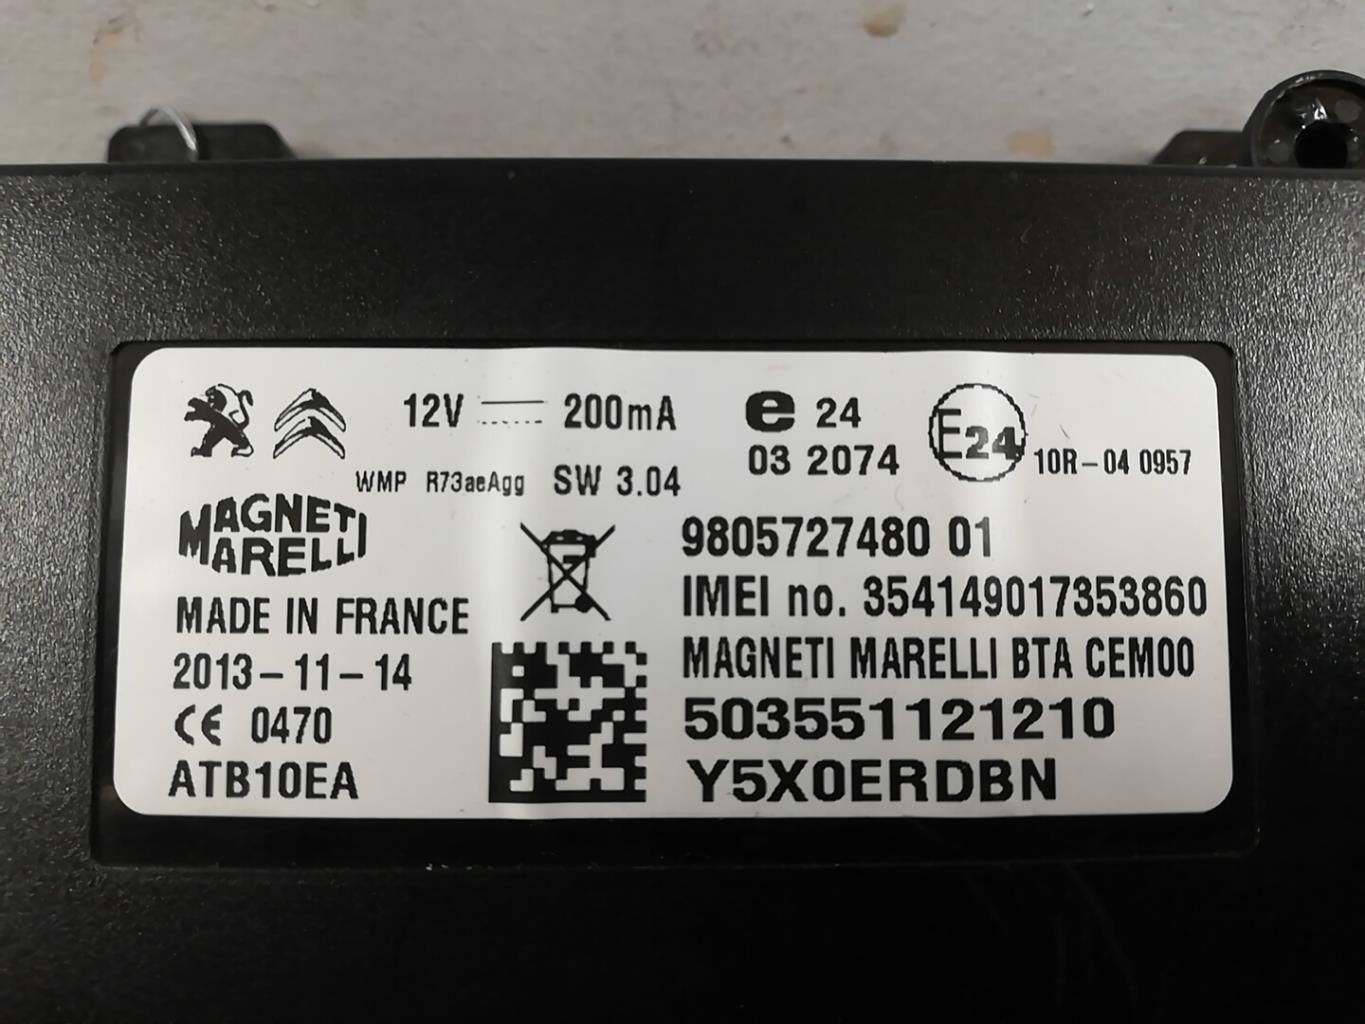 12V 200mA e 24
03 2074 E24 10R-04 0957
WMP R73aeAgg SW 3.04
MAGNETI
MARELLI
9805727480 01
IMEI no. 354149017353860
MADE IN FRANCE
MAGNETI MARELLI BTA CEM00
2013-11-14
503551121210
CE 0470
ATB10EA
Y5X0ERDBN